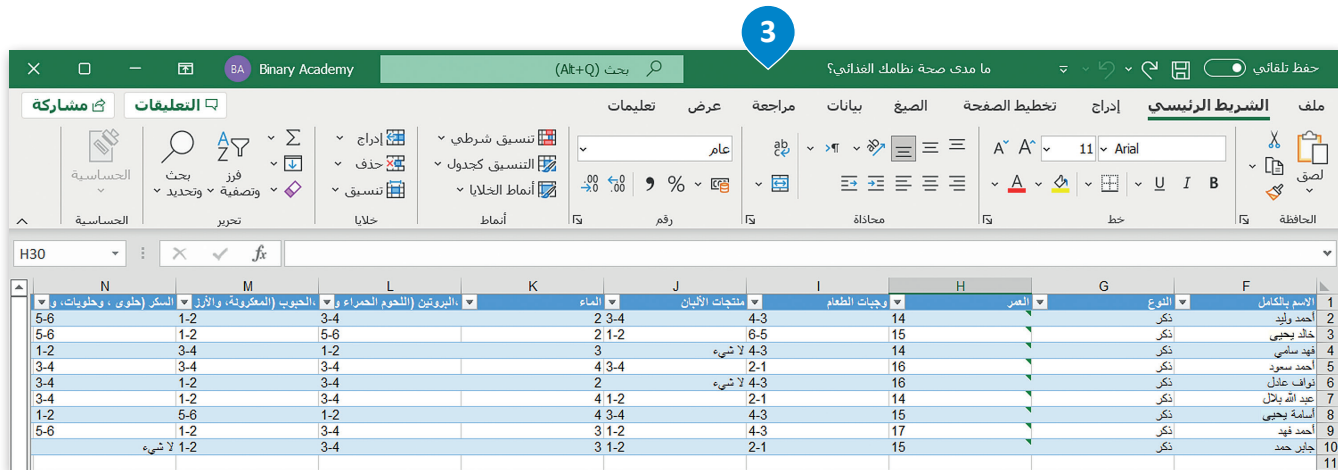 3
حفظ تلقائي ما مدى صحة نظامك الغذائي؟ بحث (Alt+Q) Binary Academy BA
ملف الشريط الرئيسي إدراج تخطيط الصفحة الصيغ بيانات مراجعة عرض تعليمات التعليقات مشاركة
لصق
الحافظة
Arial 11
B I U
خط
محاذاة
عام
رقم
تنسيق شرطي
التنسيق كجدول
أنماط الخلايا
أنماط
إدراج
حذف
تنسيق
خلايا
فرز وتصفية
بحث وتحديد
تحرير
الحساسية
الحساسية
H30 fx
F G H I J K L M N
1 الاسم بالكامل النوع العمر وجبات الطعام منتجات الألبان الماء البروتين (اللحوم الحمراء و الحبوب (المعكرونة، والأرز، السكر (حلوى ، وحلويات، و
2 أحمد وليد ذكر 14 4-3 3-4 2 3-4 1-2 5-6
3 خالد يحيى ذكر 15 6-5 1-2 2 5-6 1-2 5-6
4 فهد سامي ذكر 14 4-3 لا شيء 3 1-2 3-4 1-2
5 أحمد سعود ذكر 16 2-1 3-4 4 3-4 3-4 3-4
6 نواف عادل ذكر 16 4-3 لا شيء 2 3-4 1-2 3-4
7 عبد الله بلال ذكر 14 2-1 1-2 4 3-4 1-2 3-4
8 أسامة يحيى ذكر 15 4-3 3-4 4 1-2 5-6 1-2
9 أحمد فهد ذكر 17 4-3 1-2 3 3-4 1-2 5-6
10 جابر حمد ذكر 15 2-1 1-2 3 3-4 1-2 لا شيء
11